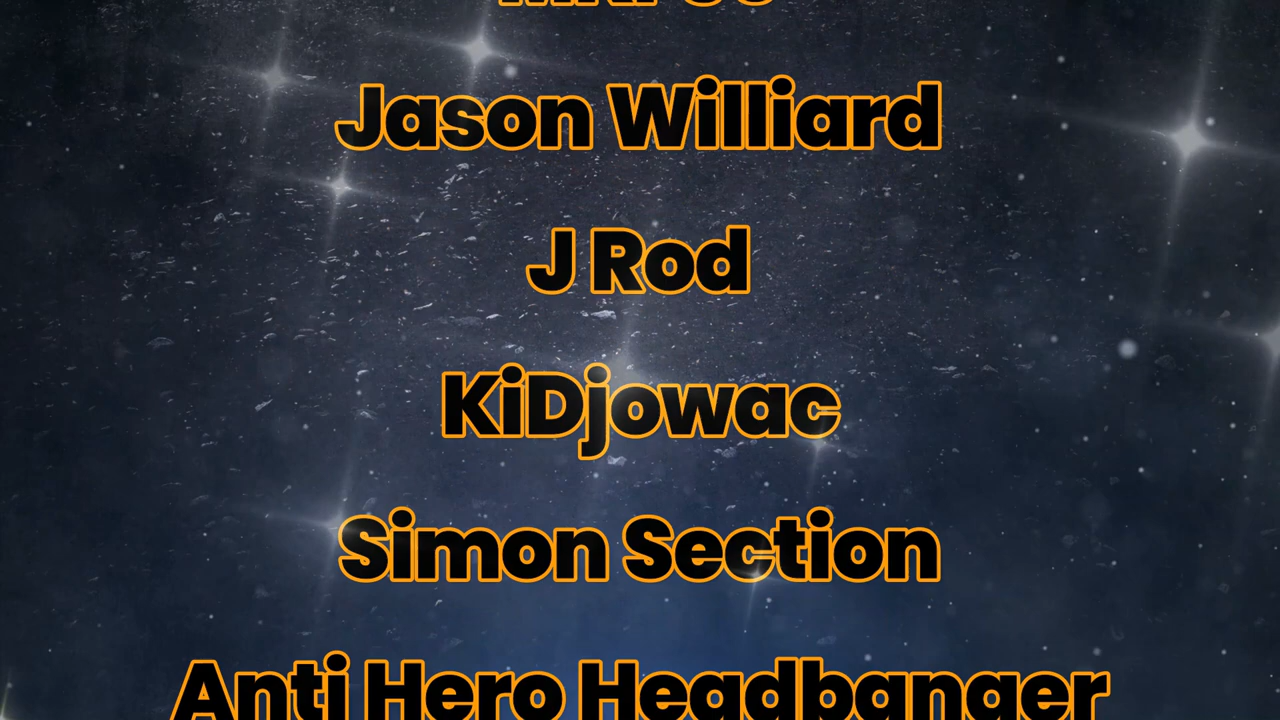 Jason Williard
J Rod
KiDjowac
Simon Section
Anti Hero Headbanger